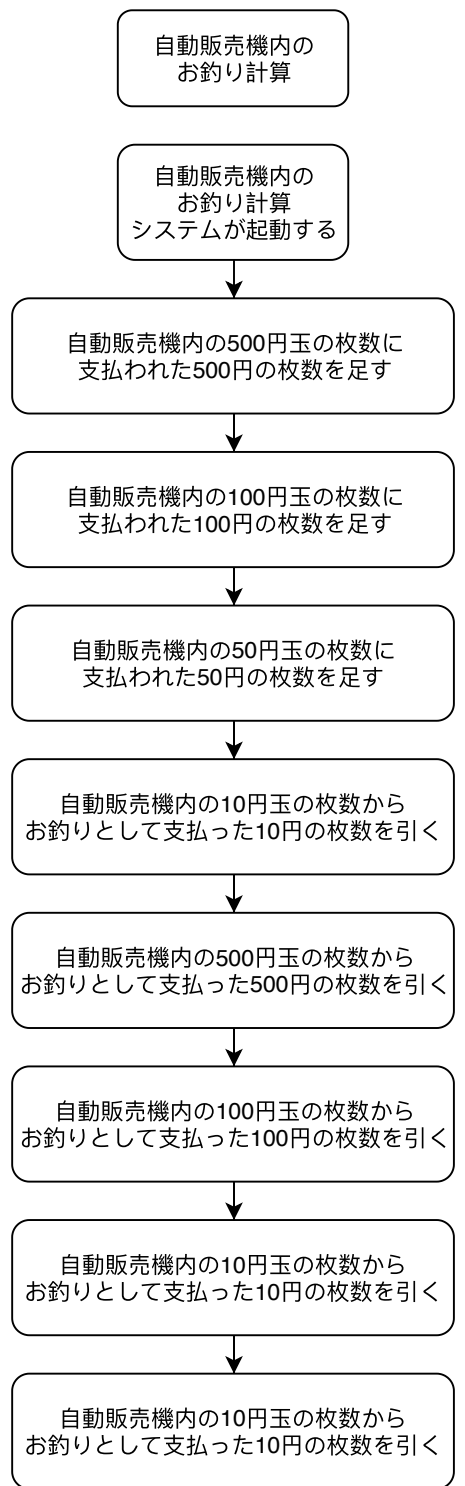 自動販売機内の
お釣り計算
自動販売機内の
お釣り計算
システムが起動する
自動販売機内の500円玉の枚数に
支払われた500円の枚数を足す
自動販売機内の100円玉の枚数に
支払われた100円の枚数を足す
自動販売機内の50円玉の枚数に
支払われた50円の枚数を足す
自動販売機内の10円玉の枚数から
お釣りとして支払った10円の枚数を引く
自動販売機内の500円玉の枚数から
お釣りとして支払った500円の枚数を引く
自動販売機内の100円玉の枚数から
お釣りとして支払った100円の枚数を引く
自動販売機内の10円玉の枚数から
お釣りとして支払った10円の枚数を引く
自動販売機内の10円玉の枚数から
お釣りとして支払った10円の枚数を引く